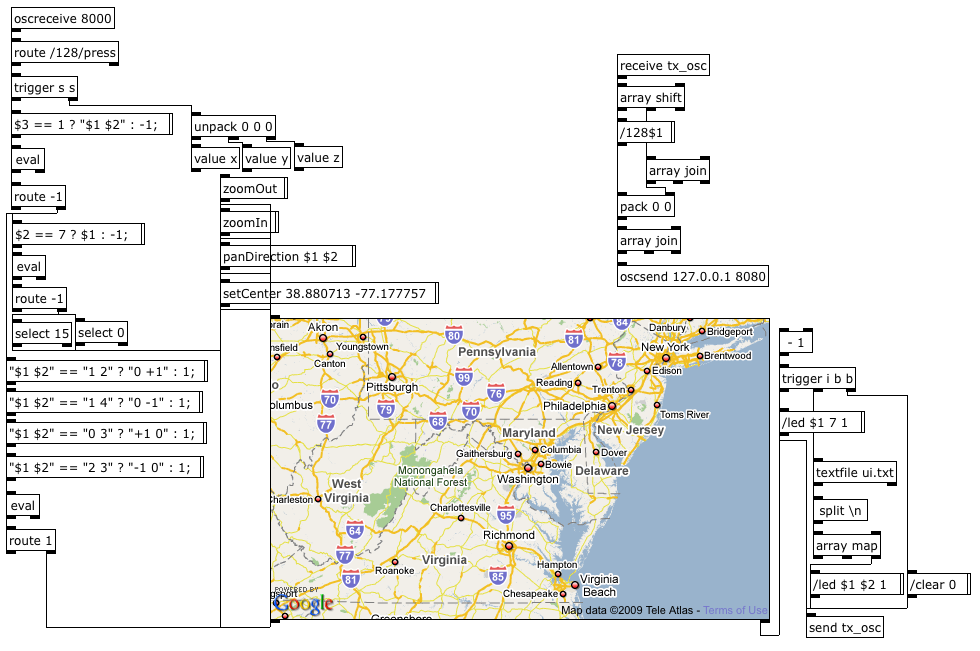 oscreceive 8000
route /128/press
trigger s s
$3 == 1 ? "$1 $2" : -1;
eval
route -1
$2 == 7 ? $1 : -1;
eval
route -1
select 15
select 0
"$1 $2" == "1 2" ? "0 +1" : 1;
"$1 $2" == "1 4" ? "0 -1" : 1;
"$1 $2" == "0 3" ? "+1 0" : 1;
"$1 $2" == "2 3" ? "-1 0" : 1;
eval
route 1
unpack 0 0 0
value x
value y
value z
zoomOut
zoomIn
panDirection $1 $2
setCenter 38.880713 -77.177757
receive tx_osc
array shift
/128$1
array join
pack 0 0
array join
oscsend 127.0.0.1 8080
Akron
Youngstown
Canton
Pittsburgh
Pennsylvania
Allentown
Reading
Philadelphia
Trenton
New York
Edison
Danbury
Bridgeport
Brentwood
Toms River
New Jersey
Maryland
Gaithersburg
Columbia
Bowie
Washington
Dover
Delaware
Monongahela
National Forest
West
Virginia
Charleston
Charlottesville
Richmond
Virginia
Roanoke
Hampton
Virginia
Beach
Chesapeake
nsfield
olumbus
gsport
Greensboro
79
80
81
84
78
99
76
70
70
79
68
77
95
64
77
81
85
POWERED BY
Google
Map data ©2009 Tele Atlas - Terms of Use
- 1
trigger i b b
/led $1 7 1
textfile ui.txt
split \n
array map
/led $1 $2 1
/clear 0
send tx_osc